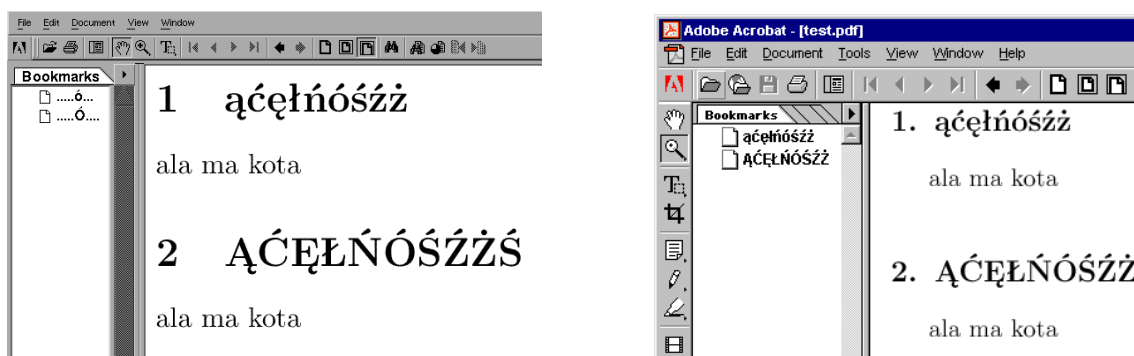 File Edit Document View Window
Bookmarks
.....ó...
.....Ó....
1 ąćęłńóśźż
ala ma kota
2 ĄĆĘŁŃÓŚŹŻŚ
ala ma kota
Adobe Acrobat - [test.pdf]
File Edit Document Tools View Window Help
Bookmarks
ąćęłńóśźż
ĄĆĘŁŃÓŚŹŻ
1. ąćęłńóśźż
ala ma kota
2. ĄĆĘŁŃÓŚŹŻ
ala ma kota